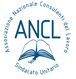 Associazione Nazionale Consulenti del Lavoro
ANCL
Sindacato Unitario